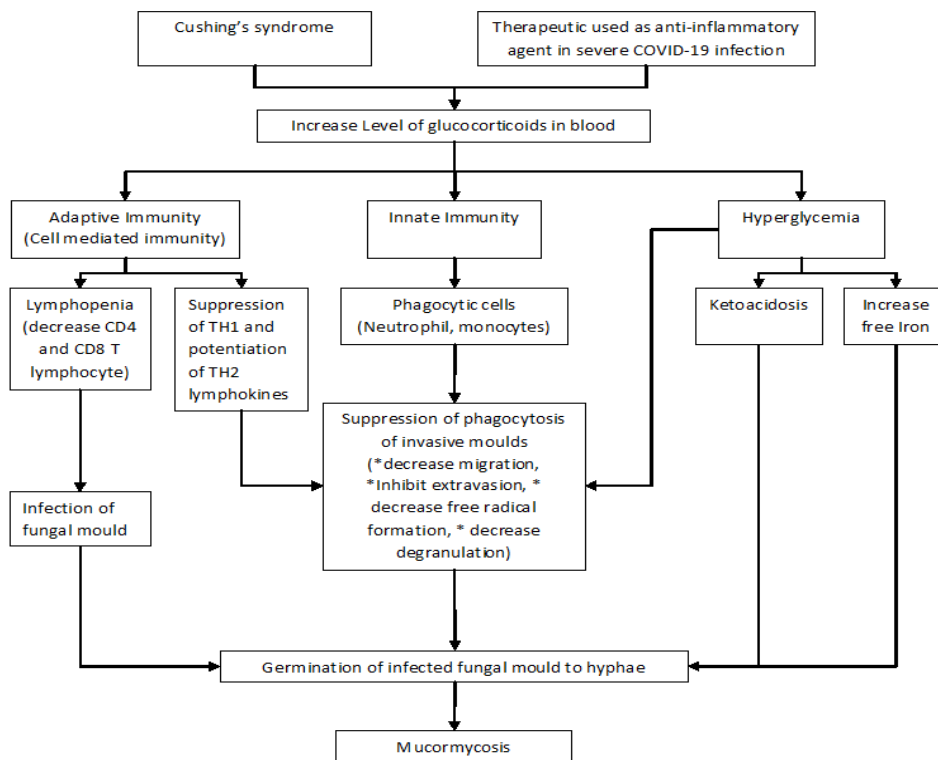 Cushing's syndrome
Therapeutic used as anti-inflammatory
agent in severe COVID-19 infection
Increase Level of glucocorticoids in blood
Adaptive Immunity
(Cell mediated immunity)
Innate Immunity
Hyperglycemia
Lymphopenia
(decrease CD4
and CD8 T
lymphocyte)
Suppression
of TH1 and
potentiation
of TH2
lymphokines
Phagocytic cells
(Neutrophil, monocytes)
Ketoacidosis
Increase
free Iron
Suppression of phagocytosis
of invasive moulds
(*decrease migration,
*Inhibit extravasion, *
decrease free radical
formation, * decrease
degranulation)
Infection of
fungal mould
Germination of infected fungal mould to hyphae
Mucormycosis